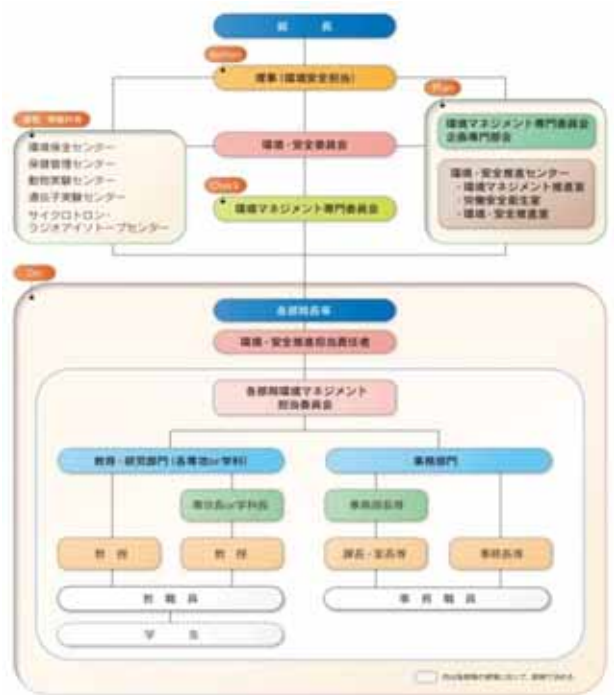 総長
Action
理事(環境安全担当)
Plan
環境マネジメント専門委員会
企画専門部会
環境・安全委員会
環境保全センター
保健管理センター
動物実験センター
遺伝子実験センター
サイクロトロン・
ラジオアイソトープセンター
環境・安全推進センター
・環境マネジメント推進室
・労働安全衛生室
・環境・安全推進室
Check
環境マネジメント専門委員会
Do
各部局長等
環境・安全推進担当責任者
各部局環境マネジメント
担当委員会
教育・研究部門(各専攻or学科)
事務部門
専攻長or学科長
事務部長等
教授
教授
課長・室長等
事務長等
教職員
事務職員
学生